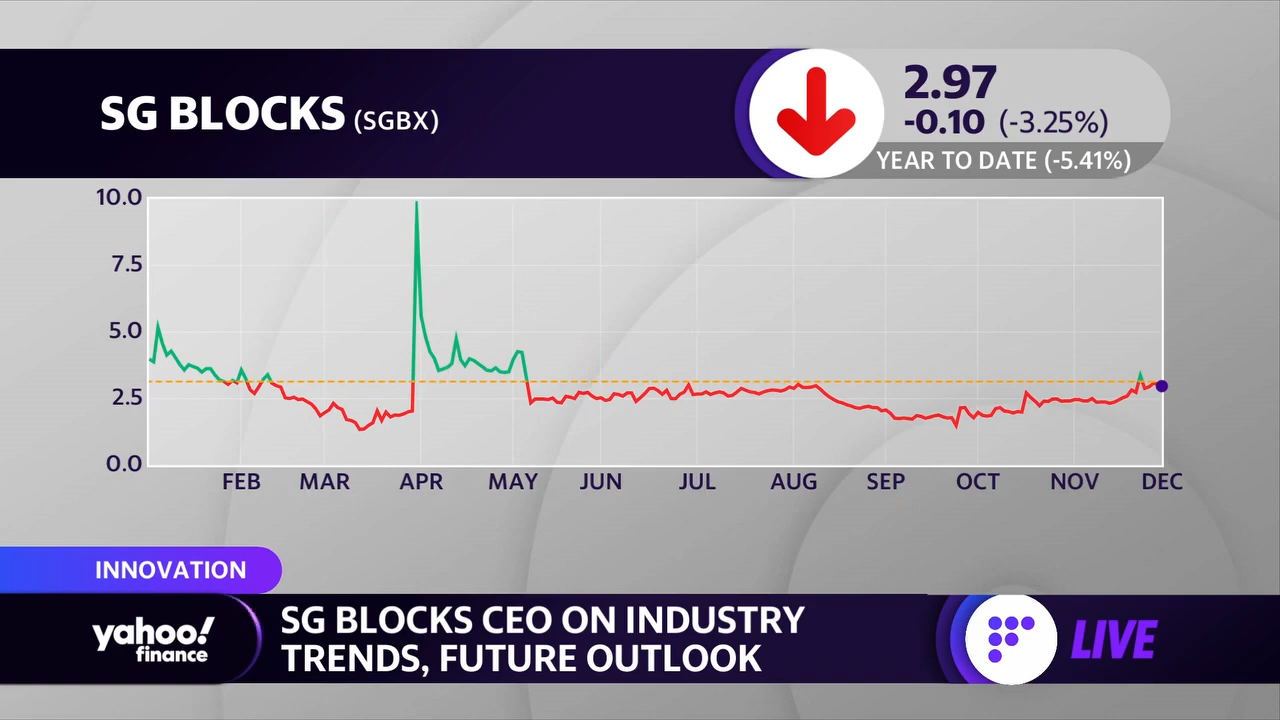 SG BLOCKS (SGBX)
2.97
-0.10 (-3.25%)
YEAR TO DATE (-5.41%)
10.0
7.5
5.0
2.5
0.0
FEB MAR APR MAY JUN JUL AUG SEP OCT NOV DEC
INNOVATION
yahoo!
finance
SG BLOCKS CEO ON INDUSTRY
TRENDS, FUTURE OUTLOOK
LIVE